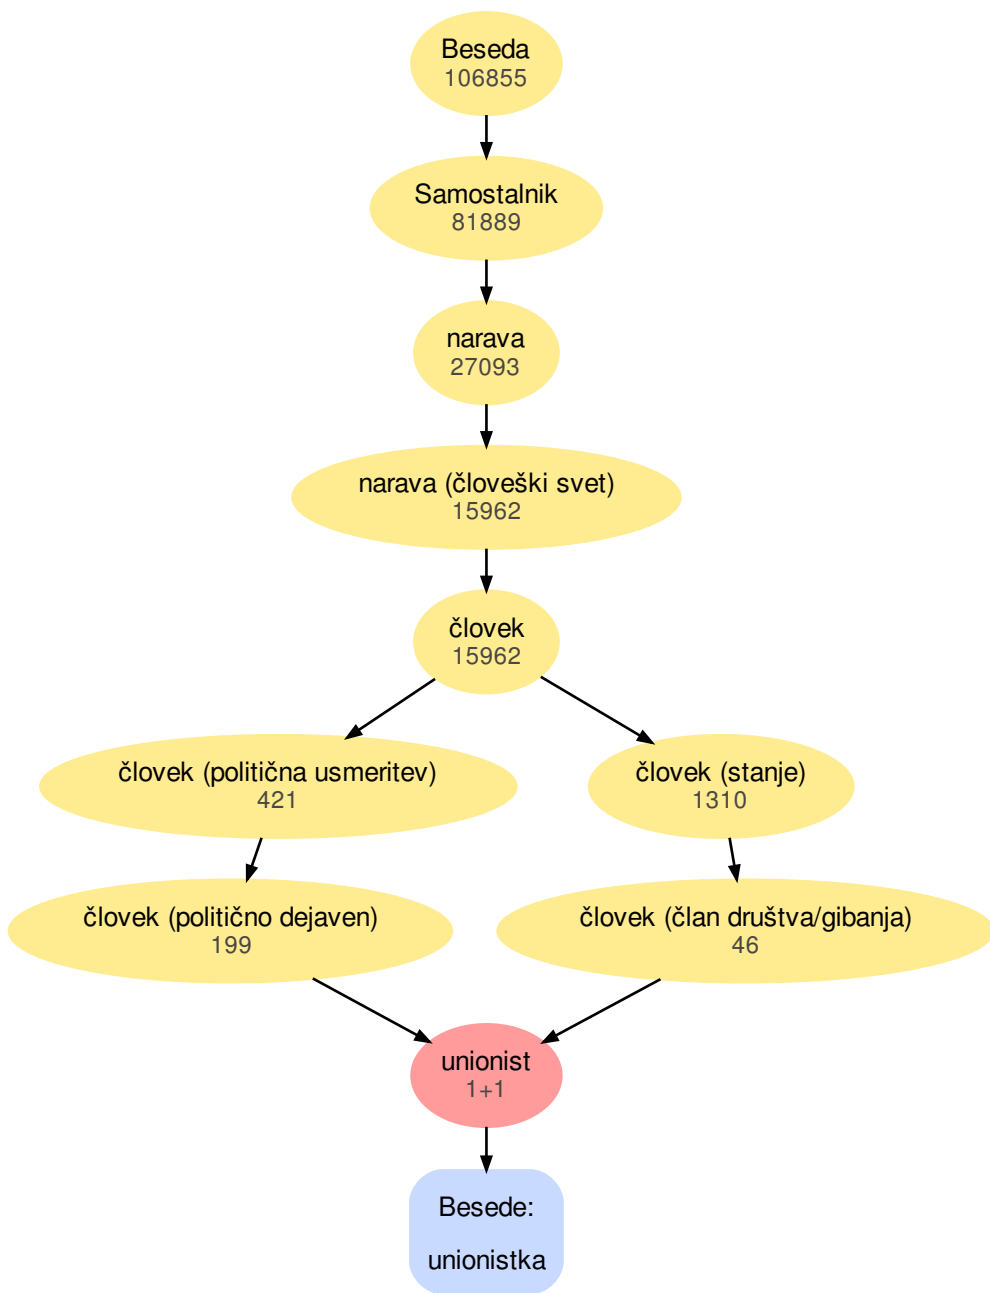 Beseda
106855
Samostalnik
81889
narava
27093
narava (človeški svet)
15962
človek
15962
človek (politična usmeritev)
421
človek (stanje)
1310
človek (politično dejaven)
199
človek (član društva/gibanja)
46
unionist
1+1
Besede:
unionistka